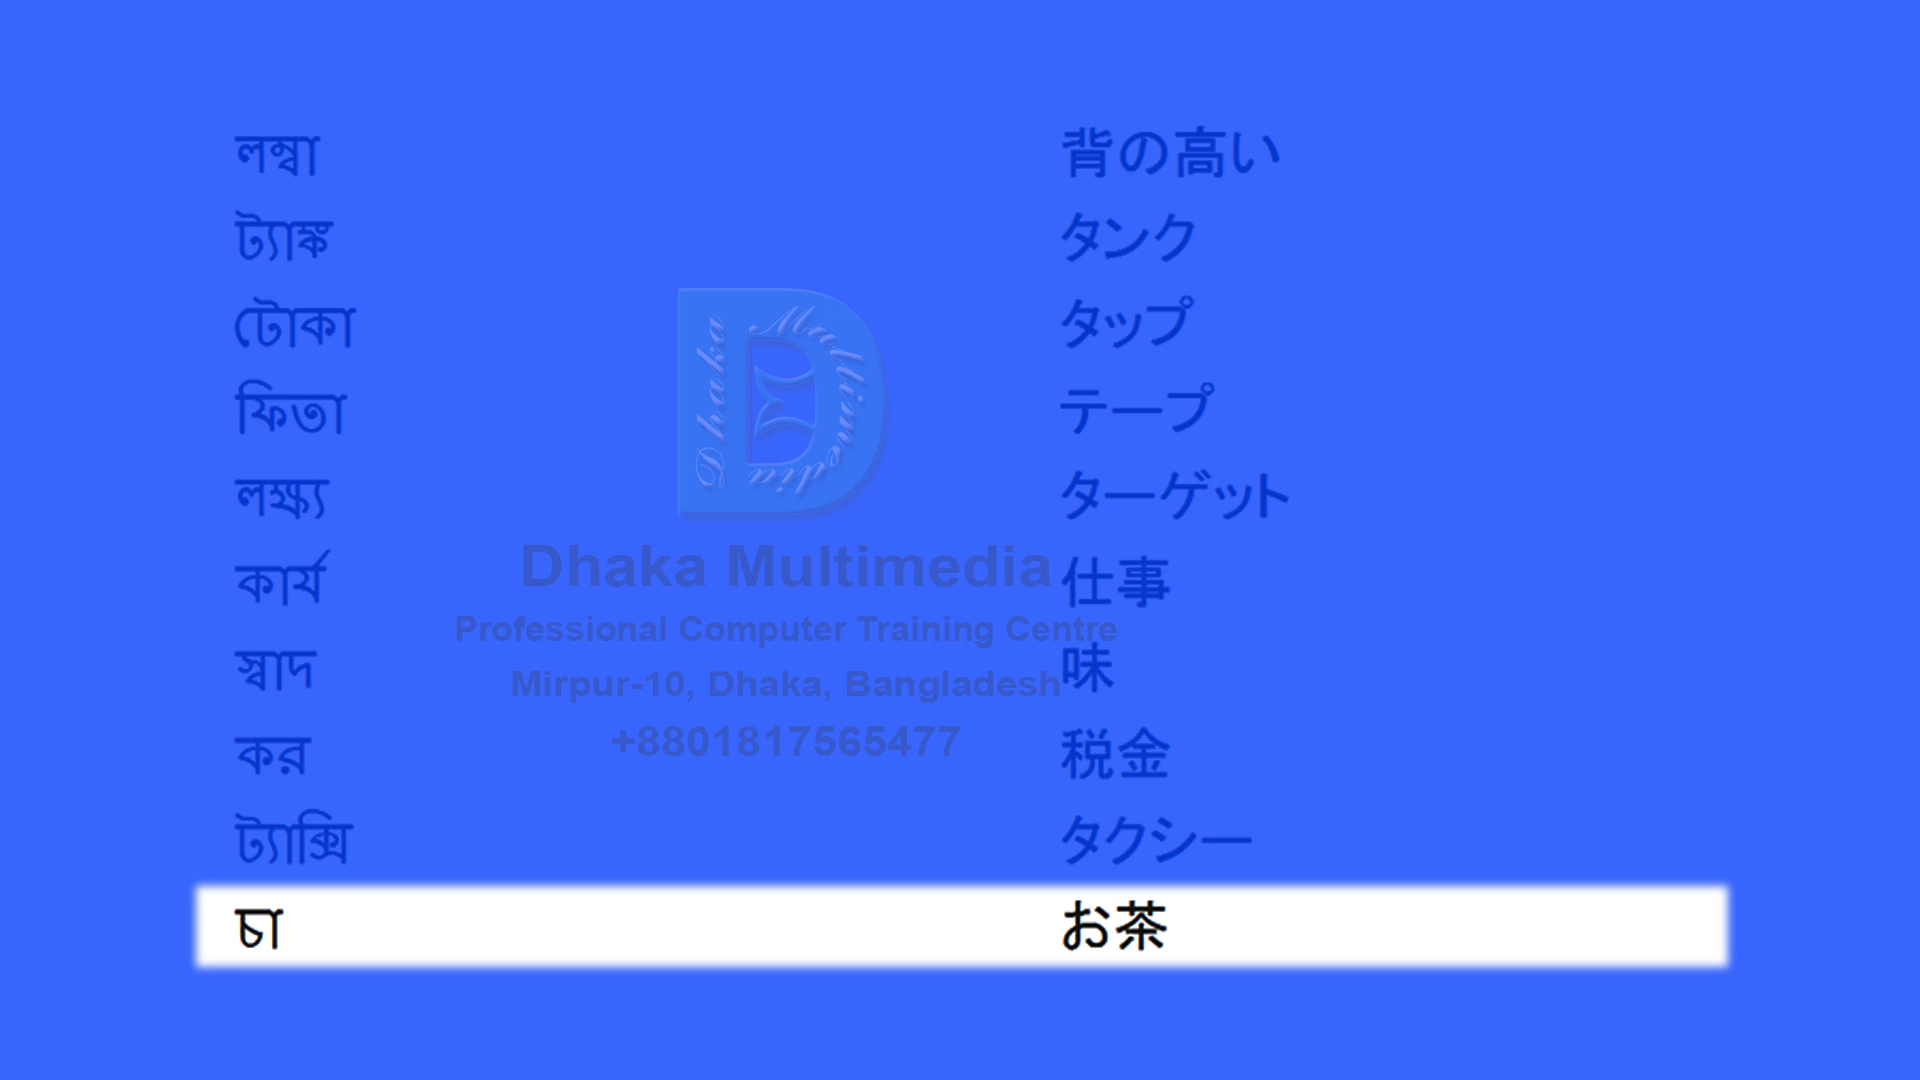 লম্বা 背の高い
ট্যাঙ্ক タンク
টোকা タップ
ফিতা テープ
লক্ষ্য ターゲット
কার্য 仕事
স্বাদ 味
কর 税金
ট্যাক্সি タクシー
চা お茶
Dhaka Multimedia
Dhaka Multimedia
Professional Computer Training Centre
Mirpur-10, Dhaka, Bangladesh
+8801817565477